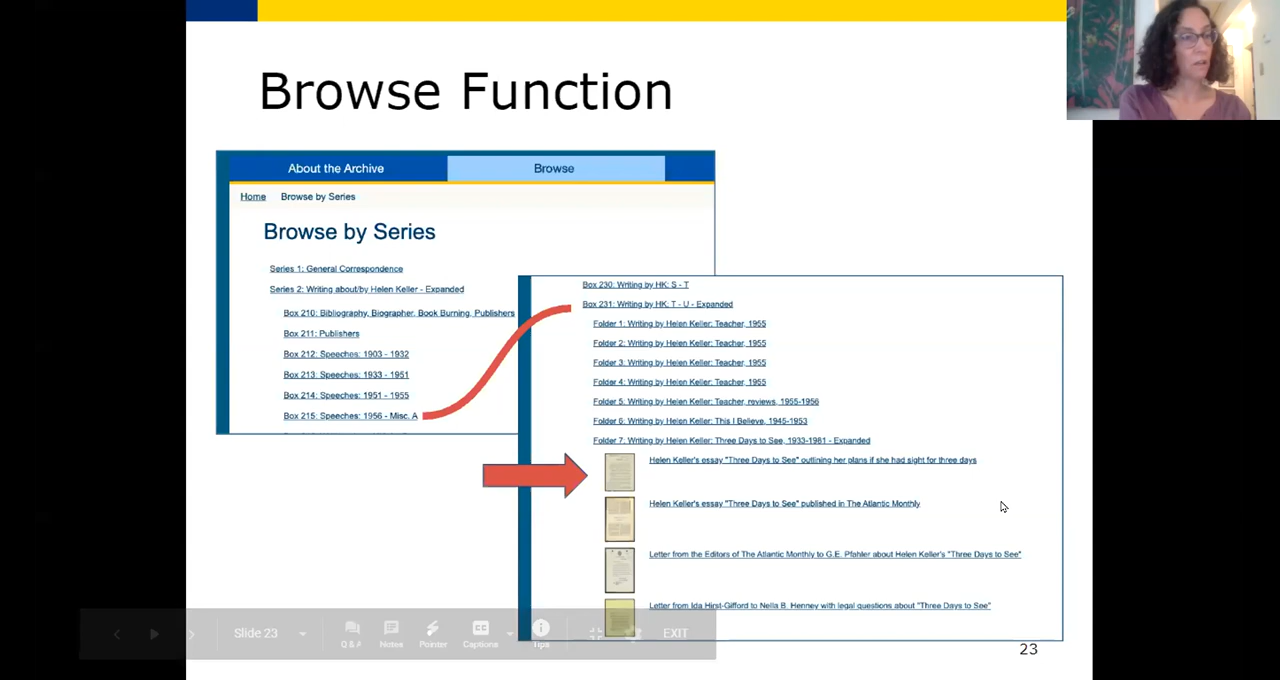 Browse Function
About the Archive
Browse
Home
Browse by Series
Browse by Series
Series 1: General Correspondence
Series 2: Writing about/by Helen Keller - Expanded
Box 210: Bibliography, Biographer, Book Burning, Publishers
Box 211: Publishers
Box 212: Speeches: 1903 - 1932
Box 213: Speeches: 1933 - 1951
Box 214: Speeches: 1951 - 1955
Box 215: Speeches: 1956 - Misc. A
Box 230: Writing by HK: S - T
Box 231: Writing by HK: T - U - Expanded
Folder 1: Writing by Helen Keller: Teacher, 1955
Folder 2: Writing by Helen Keller: Teacher, 1955
Folder 3: Writing by Helen Keller: Teacher, 1955
Folder 4: Writing by Helen Keller: Teacher, 1955
Folder 5: Writing by Helen Keller: Teacher, reviews, 1955-1956
Folder 6: Writing by Helen Keller: This I Believe, 1945-1953
Folder 7: Writing by Helen Keller: Three Days to See, 1933-1981 - Expanded
Helen Keller's essay "Three Days to See" outlining her plans if she had sight for three days
Helen Keller's essay "Three Days to See" published in The Atlantic Monthly
Letter from the Editors of The Atlantic Monthly to G.E. Pfahler about Helen Keller's "Three Days to See"
Letter from Ida Hirst-Gifford to Nella B. Henney with legal questions about "Three Days to See"
Slide 23
Q & A
Notes
Pointer
Captions
Tips
EXIT
23